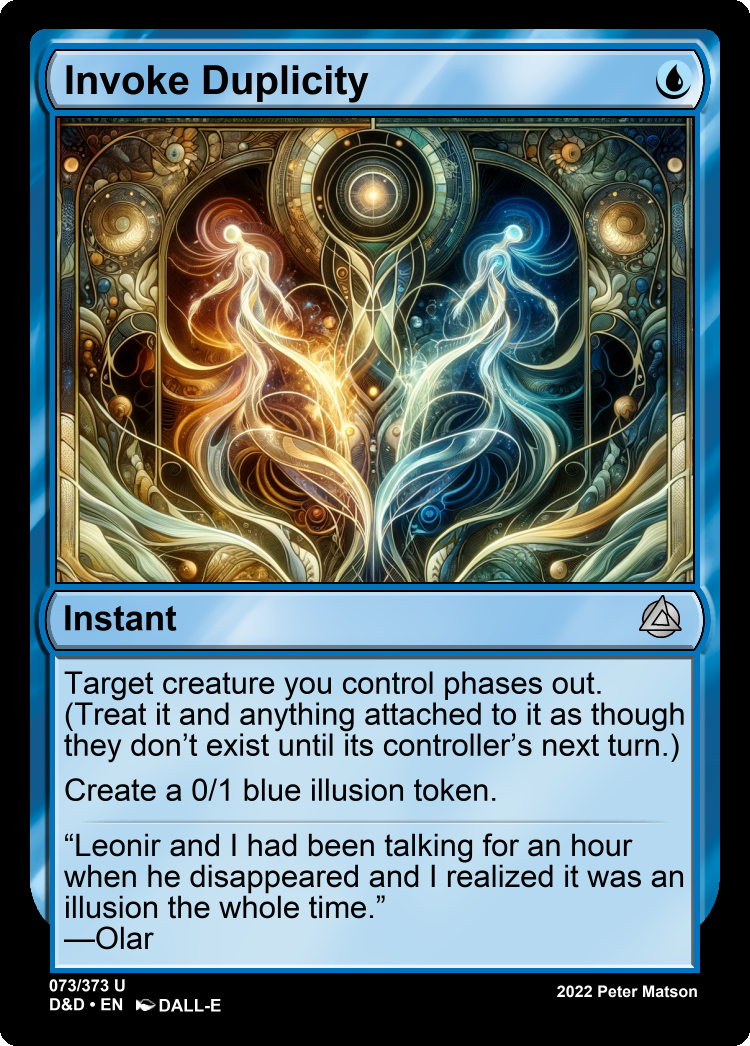 Invoke Duplicity
Instant
Target creature you control phases out.
(Treat it and anything attached to it as though
they don’t exist until its controller’s next turn.)
Create a 0/1 blue illusion token.
“Leonir and I had been talking for an hour
when he disappeared and I realized it was an
illusion the whole time.”
—Olar
073/373 U
D&D • EN DALL-E
2022 Peter Matson